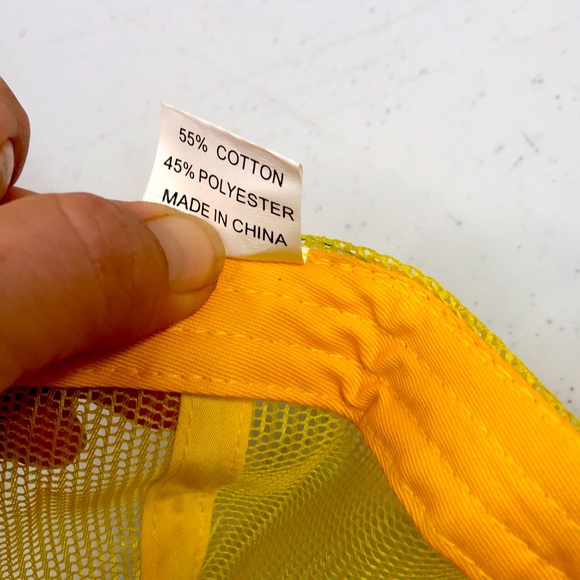 55% COTTON
45% POLYESTER
MADE IN CHINA